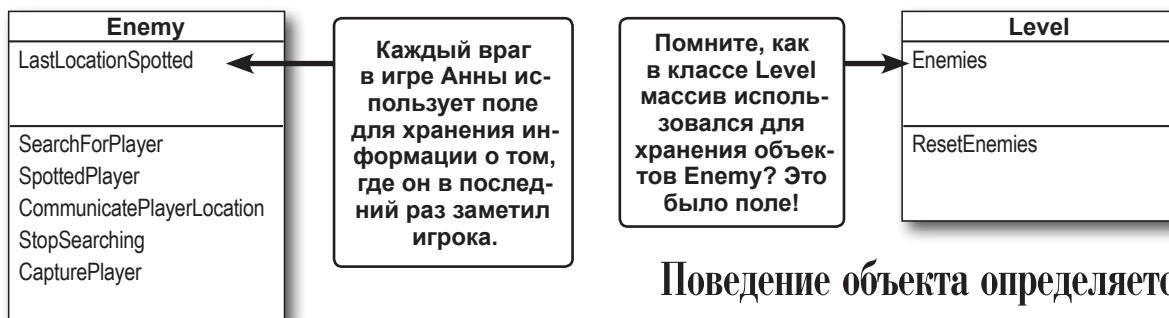 Enemy
LastLocationSpotted
SearchForPlayer
SpottedPlayer
CommunicatePlayerLocation
StopSearching
CapturePlayer
Каждый враг
в игре Анны ис-
пользует поле
для хранения ин-
формации о том,
где он в послед-
ний раз заметил
игрока.
Помните, как
в классе Level
массив исполь-
зовался для
хранения объек-
тов Enemy? Это
было поле!
Level
Enemies
ResetEnemies
Поведение объекта определяетс